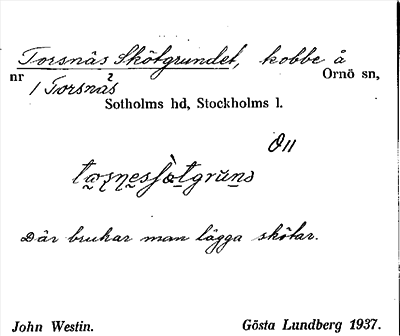 Torsnäs Skötgrundet, kobbe å
nr 1 Torsnäs Ornö sn,
Sotholms hd, Stockholms l.
Där brukar man lägga skötar.
John Westin. Gösta Lundberg 1937.